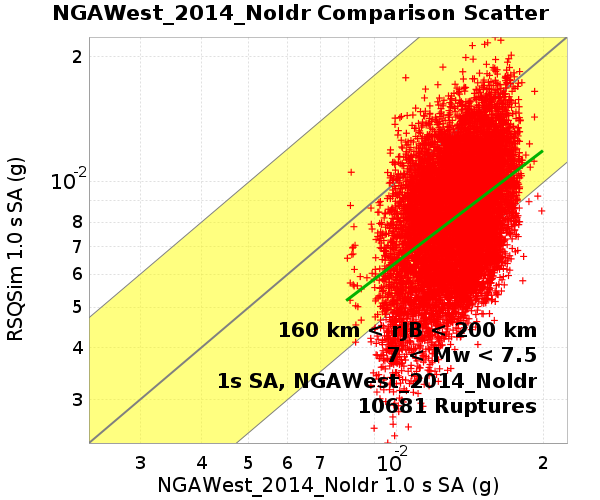 NGAWest_2014_NoIdr Comparison Scatter
RSQSim 1.0 s SA (g)
2
10-2
8
7
6
5
4
3
160 km < rJB < 200 km
7 < Mw < 7.5
1s SA, NGAWest_2014_NoIdr
10681 Ruptures
3 4 5 6 7 10-2 2
NGAWest_2014_NoIdr 1.0 s SA (g)